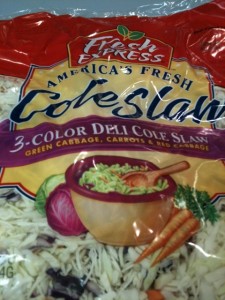 Fresh
EXPRESS
AMERICA'S FRESH
Cole Slaw
3-COLOR DELI COLE SLAW
GREEN CABBAGE, CARROTS & RED CABBAGE